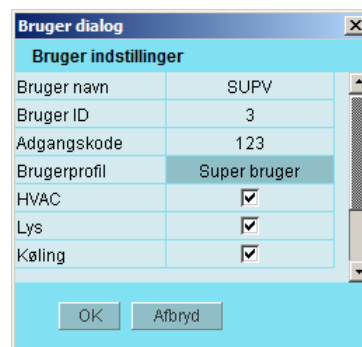 Bruger dialog
Bruger indstillinger
Bruger navn SUPV
Bruger ID 3
Adgangskode 123
Brugerprofil Super bruger
HVAC
Lys
Køling
OK Afbryd